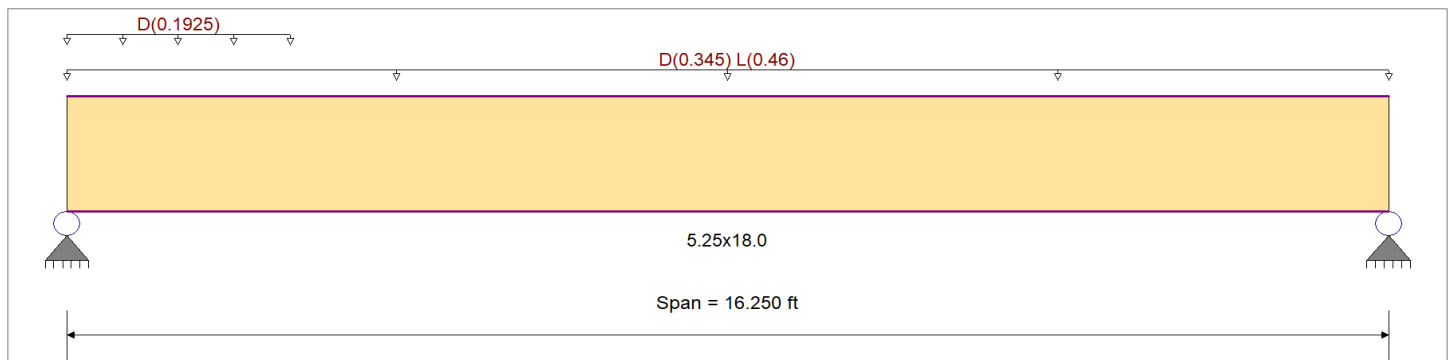 D(0.1925)
D(0.345) L(0.46)
5.25x18.0
Span = 16.250 ft